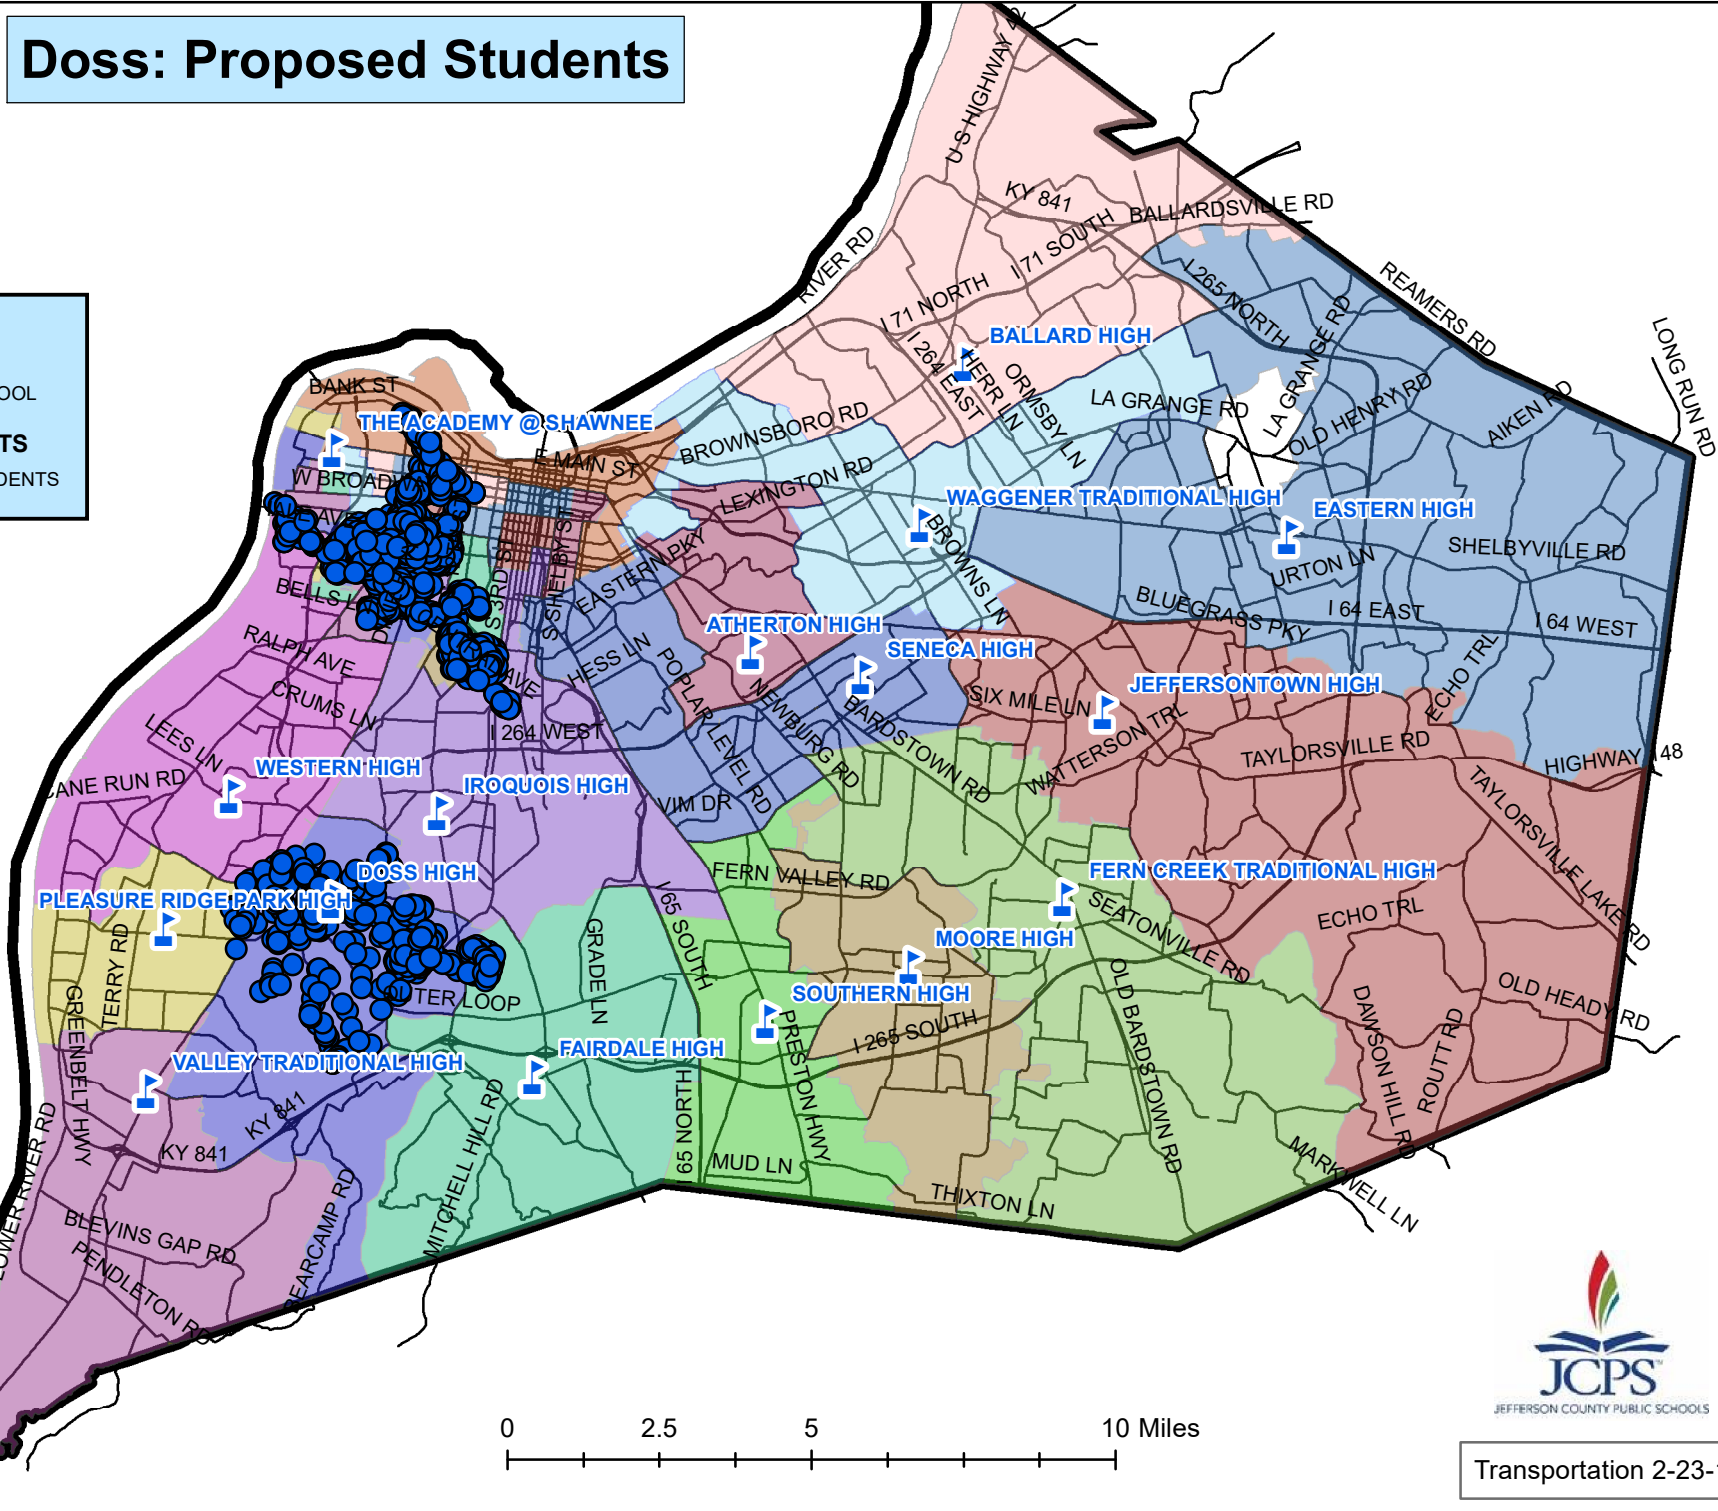 Doss: Proposed Students
OOL
TS
DENTS
U S HIGHWAY 42
KY 841
BALLARDSVILLE RD
I 71 SOUTH
RIVER RD
I 71 NORTH
I 265 NORTH
REAMERS RD
LONG RUN RD
BALLARD HIGH
I 264 EAST
HERR LN
ORMSBY LN
LA GRANGE RD
LA GRANGE RD
OLD HENRY RD
AIKEN RD
BANK ST
THE ACADEMY @ SHAWNEE
BROWNSBORO RD
E MAIN ST
W BROADWA
LEXINGTON RD
WAGGENER TRADITIONAL HIGH
EASTERN HIGH
BROWNS LN
SHELBYVILLE RD
URTON LN
S 3RD ST
S SHELBY ST
EASTERN PKY
BELLS L
BLUEGRASS PKY
I 64 EAST
I 64 WEST
RALPH AVE
ATHERTON HIGH
SENECA HIGH
HESS LN
POPLAR LEVEL RD
CRUMS LN
NEWBURG RD
BARDSTOWN RD
SIX MILE LN
JEFFERSONTOWN HIGH
ECHO TRL
WATTERSON TRL
TAYLORSVILLE RD
HIGHWAY 148
LEES LN
I 264 WEST
CANE RUN RD
WESTERN HIGH
IROQUOIS HIGH
VIM DR
TAYLORSVILLE LAKE RD
DOSS HIGH
FERN VALLEY RD
FERN CREEK TRADITIONAL HIGH
PLEASURE RIDGE PARK HIGH
I 65 SOUTH
SEATONVILLE RD
ECHO TRL
TERRY RD
GRADE LN
MOORE HIGH
OUTER LOOP
SOUTHERN HIGH
OLD HEADY RD
GREENBELT HWY
I 265 SOUTH
OLD BARDSTOWN RD
DAWSON HILL RD
ROUTT RD
VALLEY TRADITIONAL HIGH
FAIRDALE HIGH
PRESTON HWY
KY 841
KY 841
I 65 NORTH
MUD LN
MITCHELL HILL RD
MARKWELL LN
THIXTON LN
LOWER RIVER RD
BLEVINS GAP RD
BEARCAMP RD
PENDLETON RD
0 2.5 5 10 Miles
JCPS
JEFFERSON COUNTY PUBLIC SCHOOLS
Transportation 2-23-